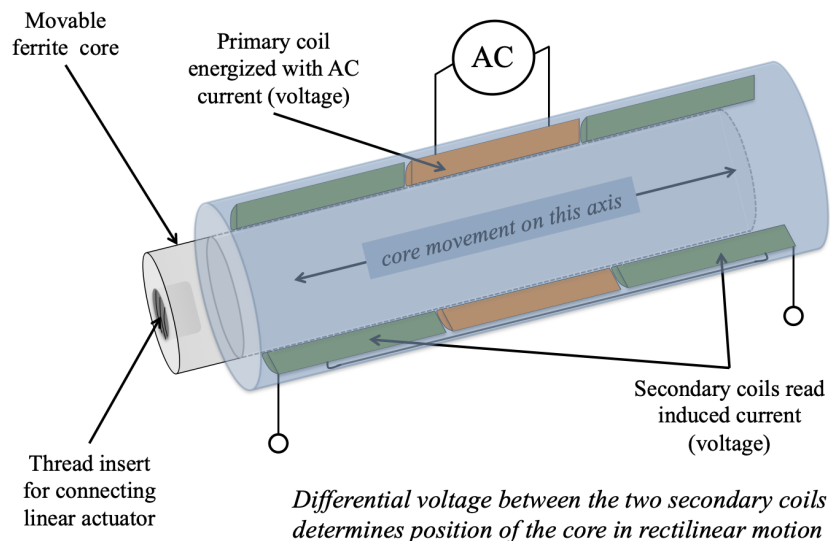 Movable
ferrite core
Primary coil
energized with AC
current (voltage)
AC
core movement on this axis
Secondary coils read
induced current
(voltage)
Thread insert
for connecting
linear actuator
Differential voltage between the two secondary coils
determines position of the core in rectilinear motion